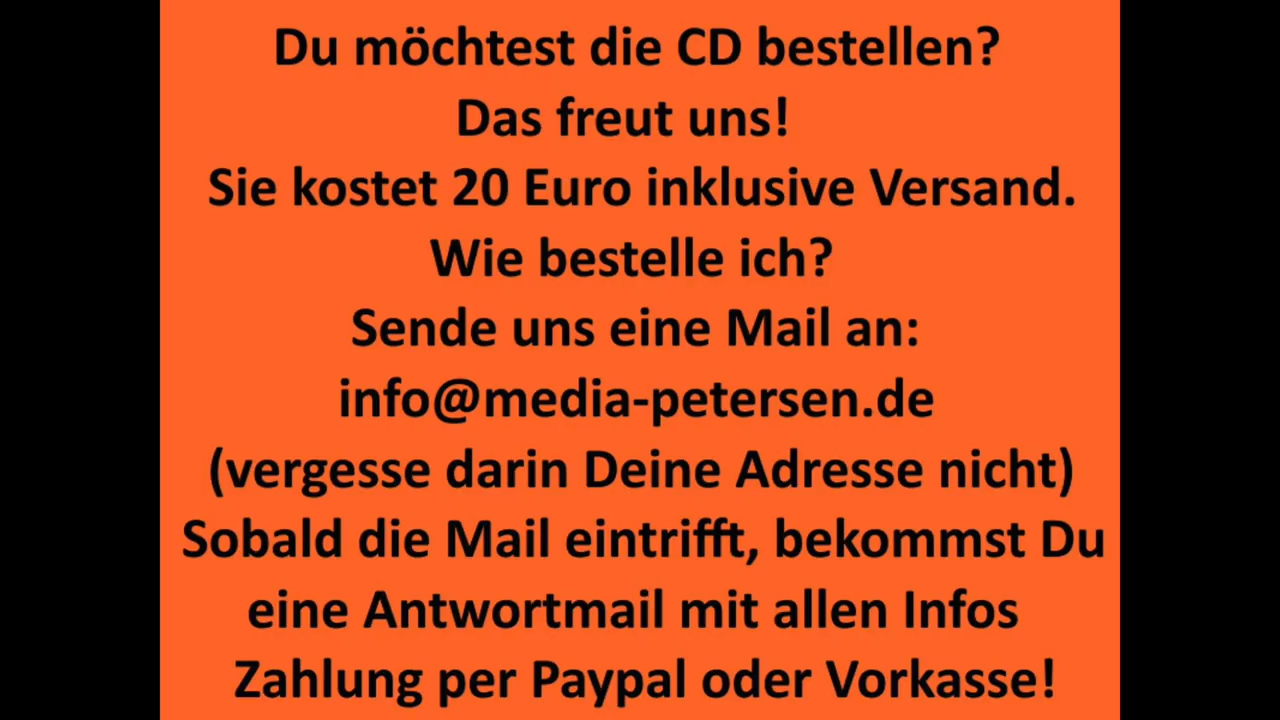 Du möchtest die CD bestellen?
Das freut uns!
Sie kostet 20 Euro inklusive Versand.
Wie bestelle ich?
Sende uns eine Mail an:
info@media-petersen.de
(vergesse darin Deine Adresse nicht)
Sobald die Mail eintrifft, bekommst Du
eine Antwortmail mit allen Infos
Zahlung per Paypal oder Vorkasse!